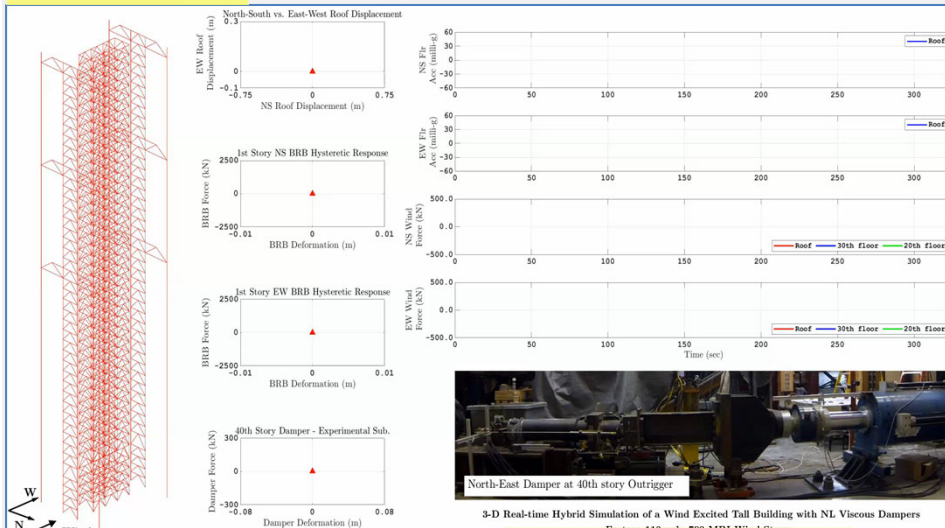 North-South vs. East-West Roof Displacement
EW Roof
Displacement (m)
0.3
0
-0.1
-0.75
0
0.75
NS Roof Displacement (m)
1st Story NS BRB Hysteretic Response
BRB Force (kN)
2500
0
-2500
-0.01
0
0.01
BRB Deformation (m)
1st Story EW BRB Hysteretic Response
BRB Force (kN)
2500
0
-2500
-0.01
0
0.01
BRB Deformation (m)
40th Story Damper - Experimental Sub.
Damper Force (kN)
300
0
-300
-0.08
0
0.08
Damper Deformation (m)
W
N
NS Flr
Acc (milli-g)
60
30
0
-30
-60
Roof
0 50 100 150 200 250 300
EW Flr
Acc (milli-g)
60
30
0
-30
-60
Roof
0 50 100 150 200 250 300
NS Wind
Force (kN)
500.0
0
-500.0
Roof 30th floor 20th floor
0 50 100 150 200 250 300
EW Wind
Force (kN)
500.0
0
-500.0
Roof 30th floor 20th floor
0 50 100 150 200 250 300
Time (sec)
North-East Damper at 40th story Outrigger
3-D Real-time Hybrid Simulation of a Wind Excited Tall Building with NL Viscous Dampers